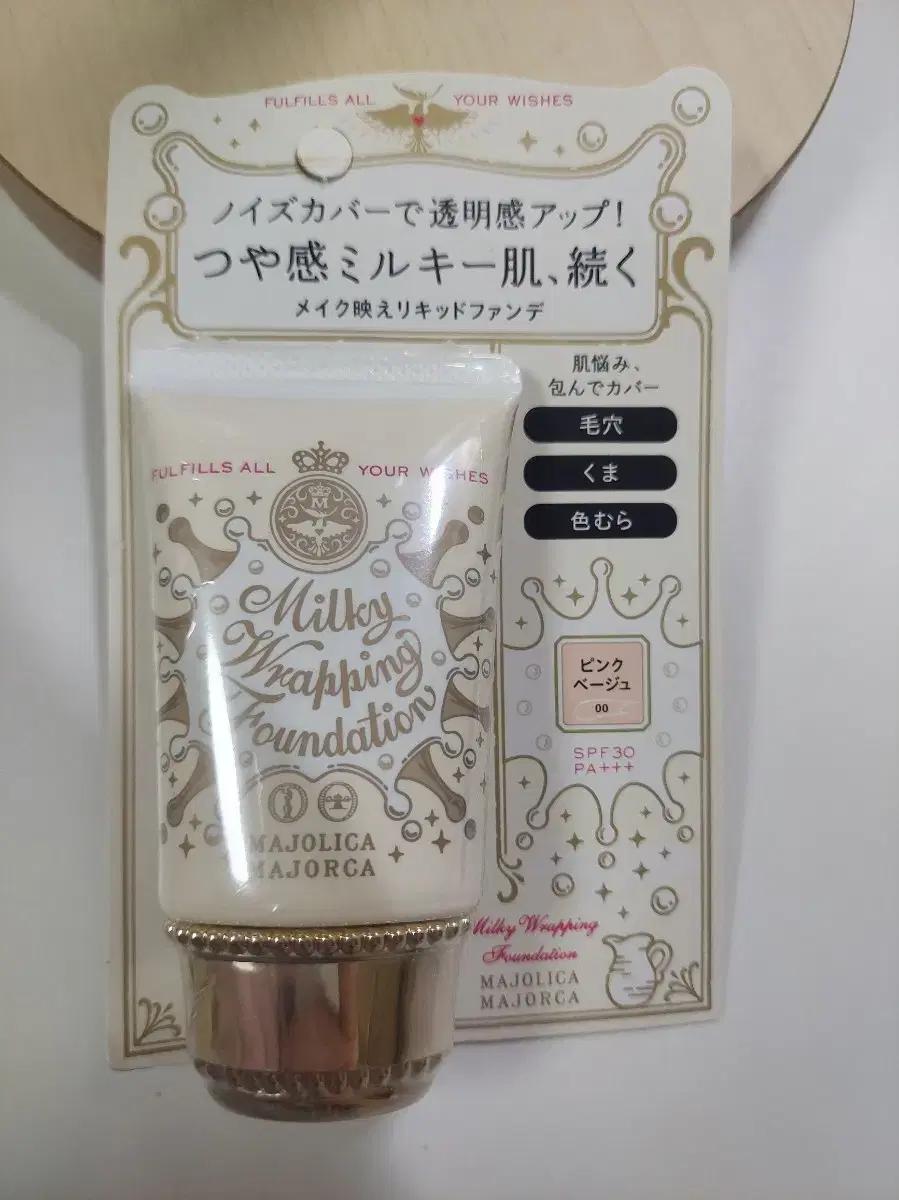 FULFILLS ALL YOUR WISHES
ノイズカバーで透明感アップ!
つや感ミルキー肌、続く
メイク映えリキッドファンデ
肌悩み、
包んでカバー
毛穴
くま
色むら
ピンク
ベージュ
00
SPF30
PA+++
Milky Wrapping
Foundation
MAJOLICA
MAJORCA
FULFILLS ALL YOUR WISHES
M
Milky
Wrapping
Foundation
MAJOLICA
MAJORCA